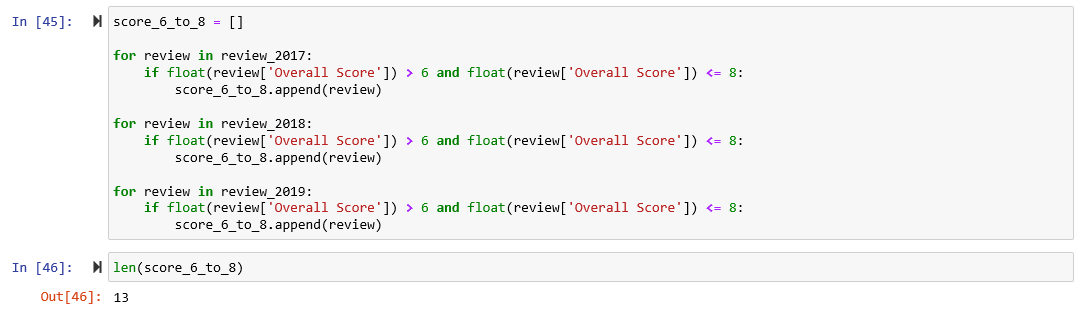 In [45]:
score_6_to_8 = []
for review in review_2017:
    if float(review['Overall Score']) > 6 and float(review['Overall Score']) <= 8:
        score_6_to_8.append(review)
for review in review_2018:
    if float(review['Overall Score']) > 6 and float(review['Overall Score']) <= 8:
        score_6_to_8.append(review)
for review in review_2019:
    if float(review['Overall Score']) > 6 and float(review['Overall Score']) <= 8:
        score_6_to_8.append(review)
In [46]:
len(score_6_to_8)
Out[46]:
13